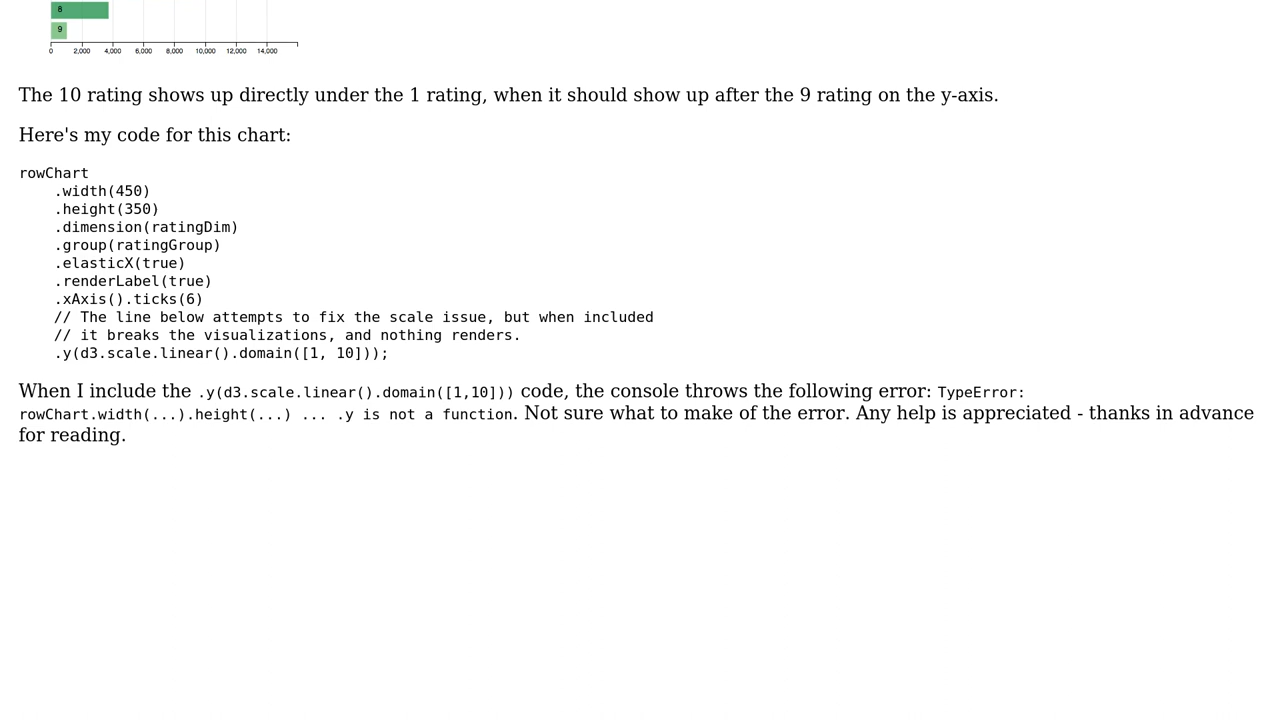 8
9
0 2,000 4,000 6,000 8,000 10,000 12,000 14,000
The 10 rating shows up directly under the 1 rating, when it should show up after the 9 rating on the y-axis.
Here's my code for this chart:
rowChart
    .width(450)
    .height(350)
    .dimension(ratingDim)
    .group(ratingGroup)
    .elasticX(true)
    .renderLabel(true)
    .xAxis().ticks(6)
    // The line below attempts to fix the scale issue, but when included
    // it breaks the visualizations, and nothing renders.
    .y(d3.scale.linear().domain([1, 10]));
When I include the .y(d3.scale.linear().domain([1,10])) code, the console throws the following error: TypeError:
rowChart.width(...).height(...) ... .y is not a function. Not sure what to make of the error. Any help is appreciated - thanks in advance
for reading.